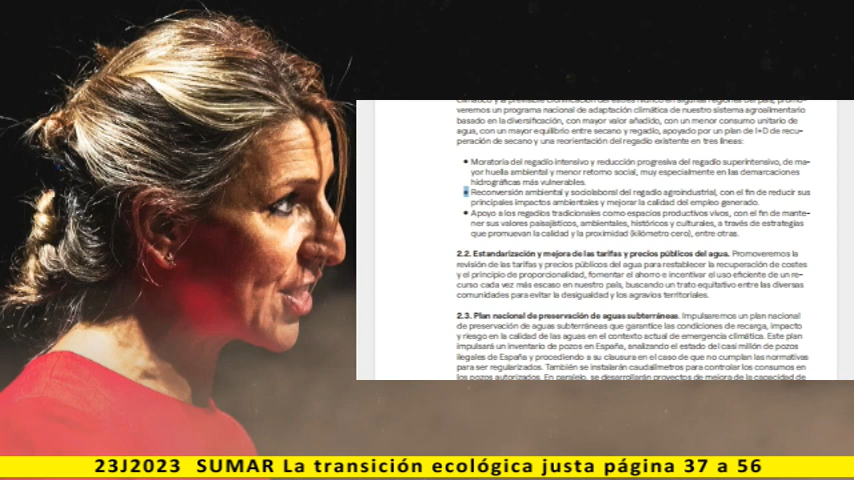 climático y la previsible
veremos un programa nacional de adaptación climática de nuestro sistema agroalimentario
basado en la diversificación, con mayor valor añadido, con un menor consumo unitario de
agua, con un mayor equilibrio entre secano y regadío, apoyado por un plan de I+D de recu-
peración de secano y una reorientación del regadío existente en tres líneas:
• Moratoria del regadío intensivo y reducción progresiva del regadío superintensivo, de ma-
yor huella ambiental y menor retorno social, muy especialmente en las demarcaciones
hidrográficas más vulnerables.
• Reconversión ambiental y sociolaboral del regadío agroindustrial, con el fin de reducir sus
principales impactos ambientales y mejorar la calidad del empleo generado.
• Apoyo a los regadíos tradicionales como espacios productivos vivos, con el fin de mante-
ner sus valores paisajísticos, ambientales, históricos y culturales, a través de estrategias
que promuevan la calidad y la proximidad (kilómetro cero), entre otras.
2.2. Estandarización y mejora de las tarifas y precios públicos del agua. Promoveremos la
revisión de las tarifas y precios públicos del agua para restablecer la recuperación de costes
y el principio de proporcionalidad, fomentar el ahorro e incentivar el uso eficiente de un re-
curso cada vez más escaso en nuestro país, buscando un trato equitativo entre las diversas
comunidades para evitar la desigualdad y los agravios territoriales.
2.3. Plan nacional de preservación de aguas subterráneas. Impulsaremos un plan nacional
de preservación de aguas subterráneas que garantice las condiciones de recarga, impacto
y riesgo en la calidad de las aguas en el contexto actual de emergencia climática. Este plan
impulsará un inventario de pozos en España, analizando el estado del casi millón de pozos
ilegales de España y procediendo a su clausura en el caso de que no cumplan las normativas
para ser regularizados. También se instalarán caudalímetros para controlar los consumos en
los pozos autorizados. En paralelo, se desarrollarán proyectos de mejora de la capacidad de
23J2023 SUMAR La transición ecológica justa página 37 a 56